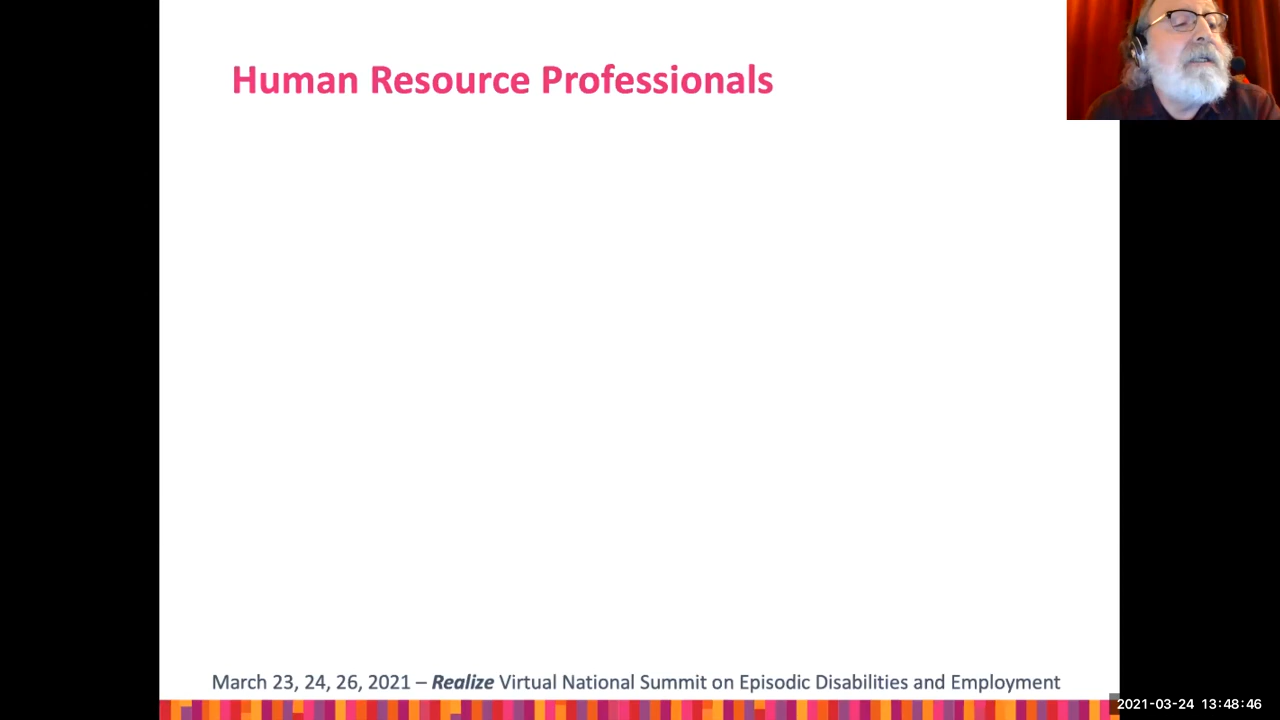 Human Resource Professionals
March 23, 24, 26, 2021 – Realize Virtual National Summit on Episodic Disabilities and Employment
2021-03-24 13:48:46